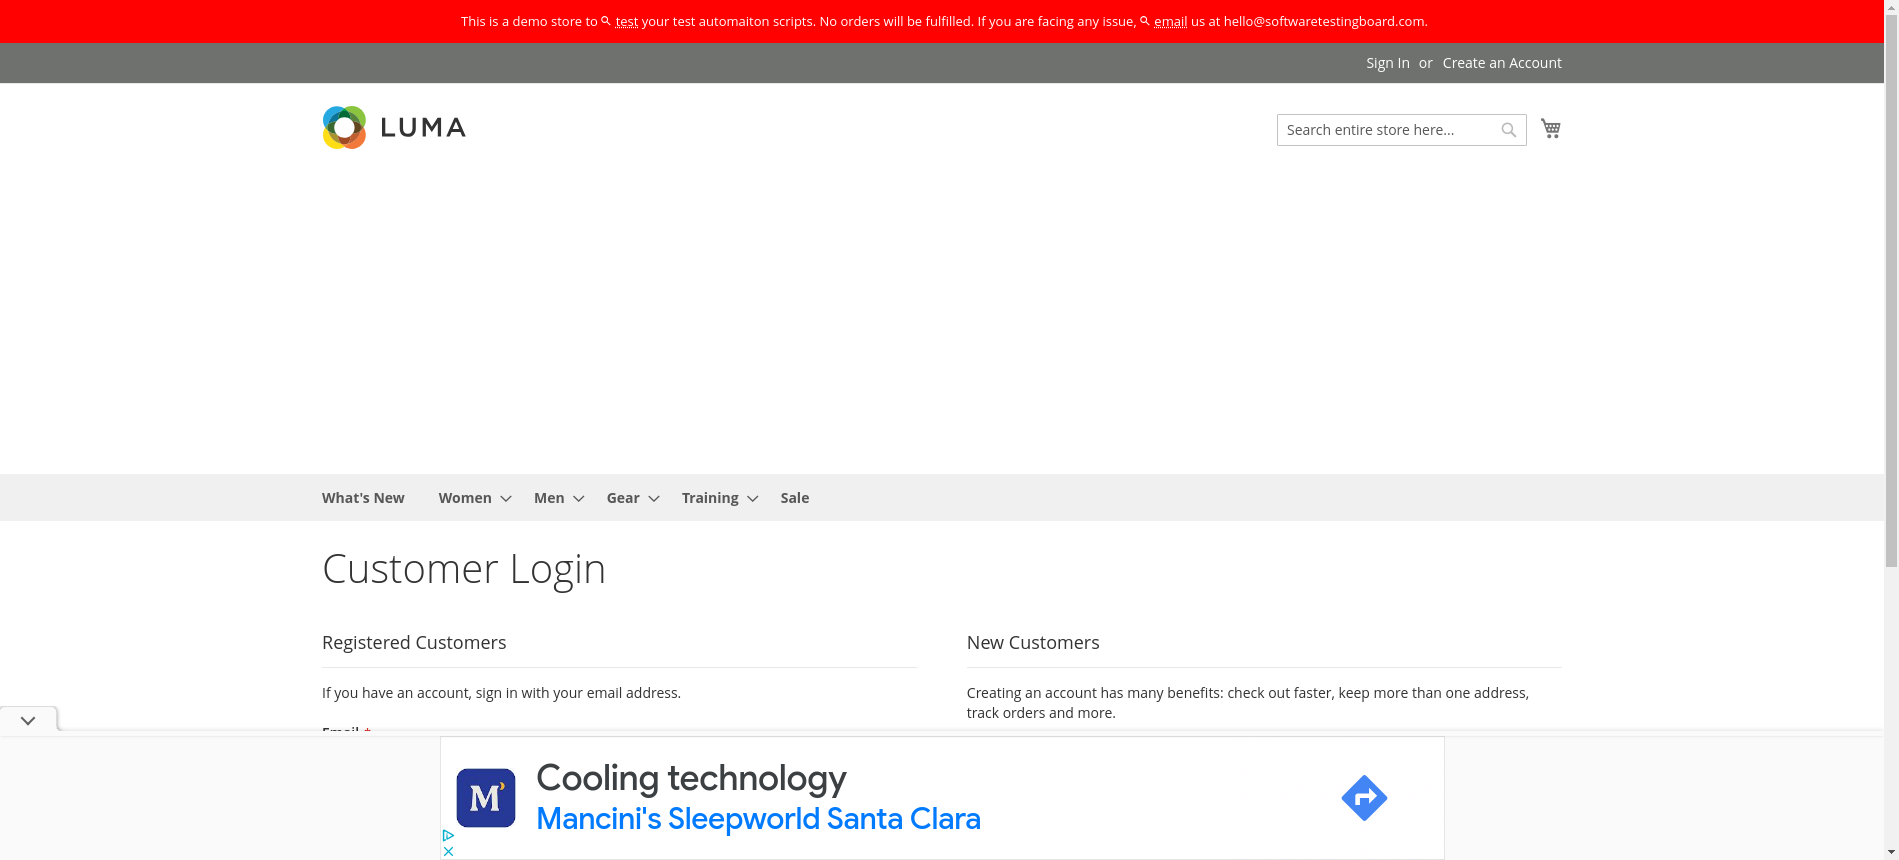 This is a demo store to test your test automaiton scripts. No orders will be fulfilled. If you are facing any issue, email us at hello@softwaretestingboard.com.
Sign In or Create an Account
LUMA
Search entire store here...
What's New Women Men Gear Training Sale
Customer Login
Registered Customers
If you have an account, sign in with your email address.
Email *
New Customers
Creating an account has many benefits: check out faster, keep more than one address,
track orders and more.
M
Cooling technology
Mancini's Sleepworld Santa Clara